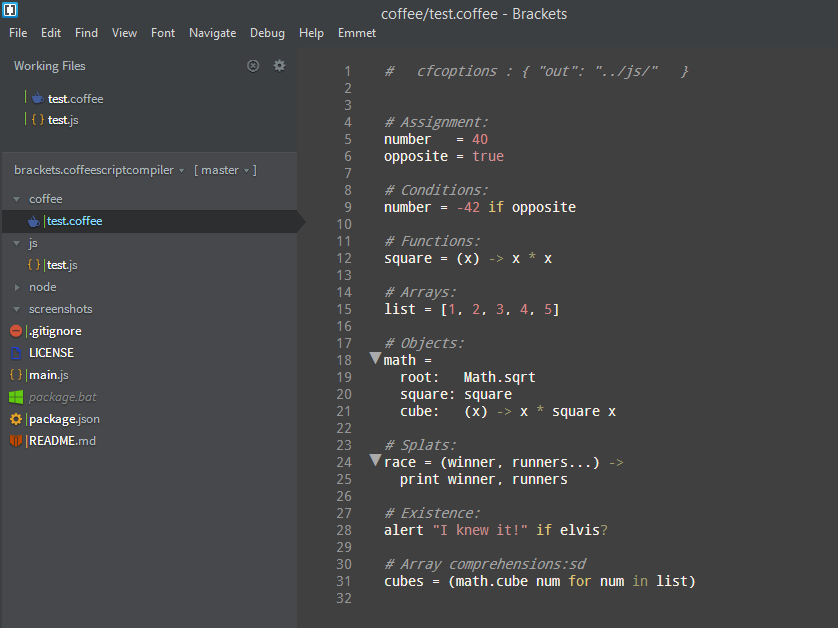 coffee/test.coffee - Brackets
File Edit Find View Font Navigate Debug Help Emmet
Working Files
test.coffee
{ } test.js
brackets.coffeescriptcompiler [ master ]
coffee
test.coffee
js
{ } test.js
node
screenshots
.gitignore
LICENSE
{ } main.js
package.bat
package.json
README.md
1 #   cfcoptions : { "out": "../js/"   }
2
3
4 # Assignment:
5 number   = 40
6 opposite = true
7
8 # Conditions:
9 number = -42 if opposite
10
11 # Functions:
12 square = (x) -> x * x
13
14 # Arrays:
15 list = [1, 2, 3, 4, 5]
16
17 # Objects:
18 math =
19   root:   Math.sqrt
20   square: square
21   cube:   (x) -> x * square x
22
23 # Splats:
24 race = (winner, runners...) ->
25   print winner, runners
26
27 # Existence:
28 alert "I knew it!" if elvis?
29
30 # Array comprehensions:sd
31 cubes = (math.cube num for num in list)
32